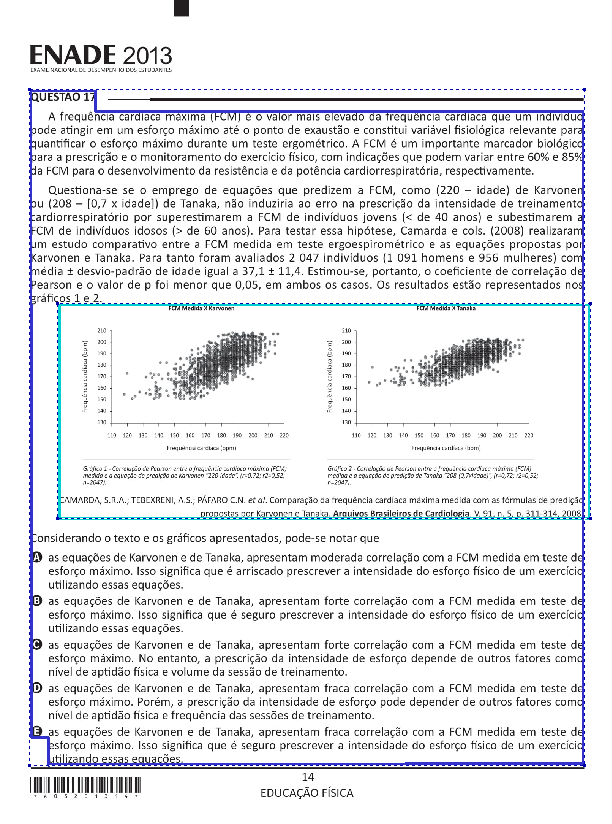 ENADE 2013
EXAME NACIONAL DE DESEMPENHO DOS ESTUDANTES
QUESTÃO 17
A frequência cardíaca máxima (FCM) é o valor mais elevado da frequência cardíaca que um indivíduo
pode atingir em um esforço máximo até o ponto de exaustão e constitui variável fisiológica relevante para
quantificar o esforço máximo durante um teste ergométrico. A FCM é um importante marcador biológico
para a prescrição e o monitoramento do exercício físico, com indicações que podem variar entre 60% e 85%
da FCM para o desenvolvimento da resistência e da potência cardiorrespiratória, respectivamente.
Questiona-se se o emprego de equações que predizem a FCM, como (220 – idade) de Karvonen
ou (208 – [0,7 x idade]) de Tanaka, não induziria ao erro na prescrição da intensidade de treinamento
cardiorrespiratório por superestimarem a FCM de indivíduos jovens (< de 40 anos) e subestimarem a
FCM de indivíduos idosos (> de 60 anos). Para testar essa hipótese, Camarda e cols. (2008) realizaram
um estudo comparativo entre a FCM medida em teste ergoespirométrico e as equações propostas por
Karvonen e Tanaka. Para tanto foram avaliados 2 047 indivíduos (1 091 homens e 956 mulheres) com
média ± desvio-padrão de idade igual a 37,1 ± 11,4. Estimou-se, portanto, o coeficiente de correlação de
Pearson e o valor de p foi menor que 0,05, em ambos os casos. Os resultados estão representados nos
gráficos 1 e 2.
FCM Medida X Karvonen
Frequência cardíaca (bpm)
210
200
190
180
170
160
150
140
130
110 120 130 140 150 160 170 180 190 200 210 220
Frequência cardíaca (bpm)
Gráfico 1 - Correlação de Pearson entre a frequência cardíaca máxima (FCM)
medida e a equação de predição de Karvonen "220-idade", (r=0,72; r2=0,52;
n=2047).
FCM Medida X Tanaka
Frequência cardíaca (bpm)
210
200
190
180
170
160
150
140
130
110 120 130 140 150 160 170 180 190 200 210 220
Frequência cardíaca (bpm)
Gráfico 2 - Correlação de Pearson entre a frequência cardíaca máxima (FCM)
medida e a equação de predição de Tanaka "208-(0,7xidade)", (r=0,72; r2=0,52;
n=2047).
CAMARDA, S.R.A.; TEBEXRENI, A.S.; PÁFARO C.N. et al. Comparação da frequência cardíaca máxima medida com as fórmulas de predição
propostas por Karvonen e Tanaka. Arquivos Brasileiros de Cardiologia. V. 91, n. 5, p. 311-314, 2008.
Considerando o texto e os gráficos apresentados, pode-se notar que
A as equações de Karvonen e de Tanaka, apresentam moderada correlação com a FCM medida em teste de
esforço máximo. Isso significa que é arriscado prescrever a intensidade do esforço físico de um exercício
utilizando essas equações.
B as equações de Karvonen e de Tanaka, apresentam forte correlação com a FCM medida em teste de
esforço máximo. Isso significa que é seguro prescrever a intensidade do esforço físico de um exercício
utilizando essas equações.
C as equações de Karvonen e de Tanaka, apresentam forte correlação com a FCM medida em teste de
esforço máximo. No entanto, a prescrição da intensidade de esforço depende de outros fatores como
nível de aptidão física e volume da sessão de treinamento.
D as equações de Karvonen e de Tanaka, apresentam fraca correlação com a FCM medida em teste de
esforço máximo. Porém, a prescrição da intensidade de esforço pode depender de outros fatores como
nível de aptidão física e frequência das sessões de treinamento.
E as equações de Karvonen e de Tanaka, apresentam fraca correlação com a FCM medida em teste de
esforço máximo. Isso significa que é seguro prescrever a intensidade do esforço físico de um exercício
utilizando essas equações.
14
EDUCAÇÃO FÍSICA